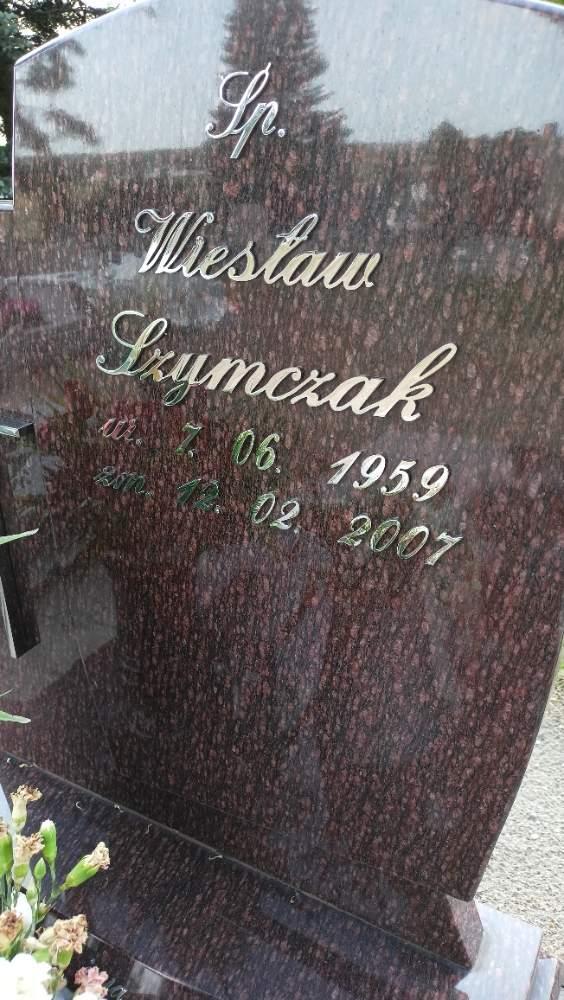 Śp.
Wiesław
Szymczak
ur. 7. 06. 1959
zm. 12. 02. 2007